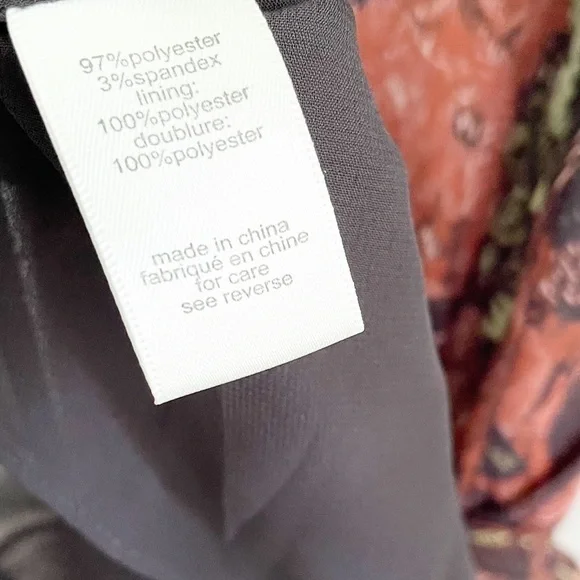 97%polyester
3%spandex
lining:
100%polyester
doublure:
100%polyester
made in china
fabriqué en chine
for care
see reverse